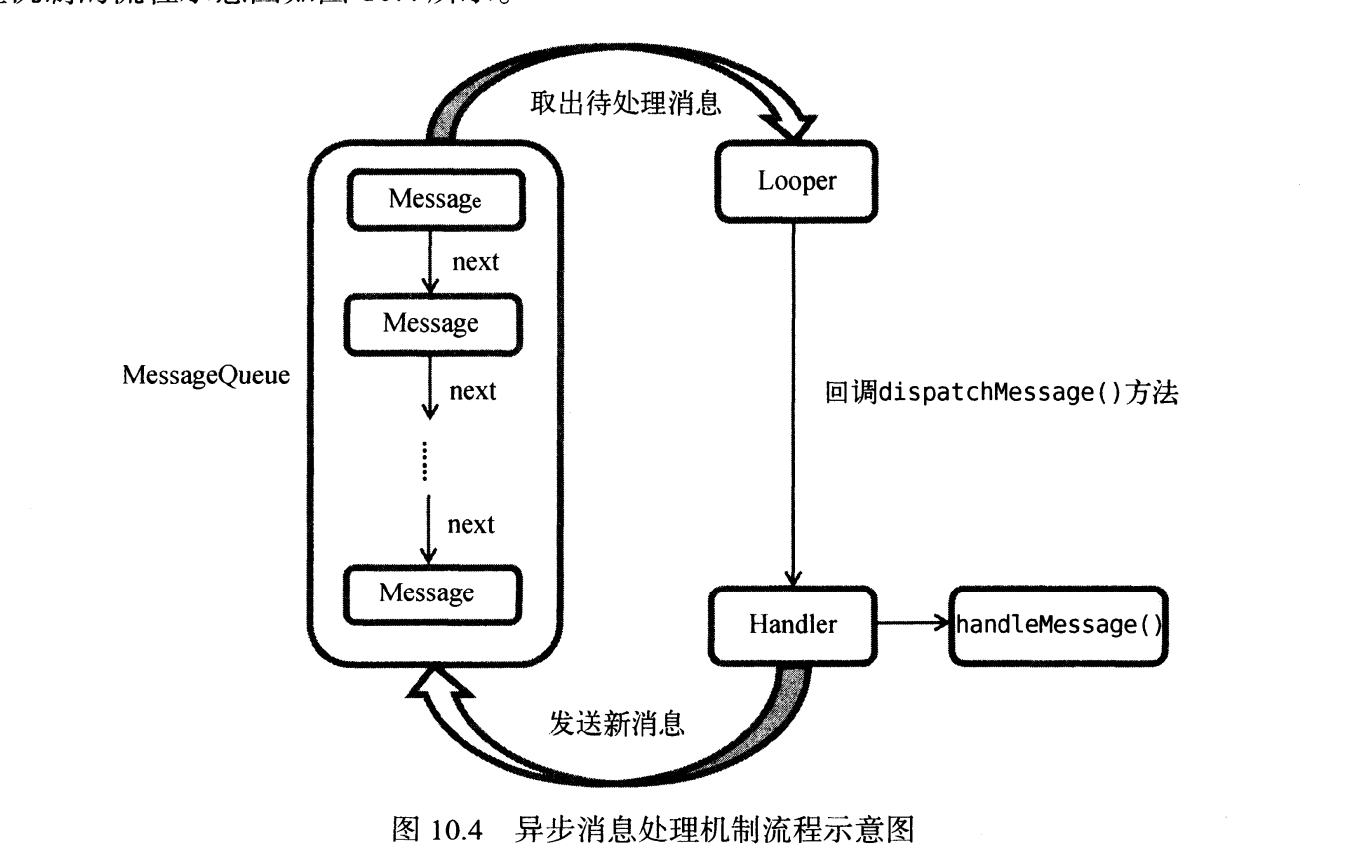 取出待处理消息
Looper
Message
next
Message
next
MessageQueue
next
Message
回调dispatchMessage()方法
Handler
handleMessage()
发送新消息
图 10.4 异步消息处理机制流程示意图